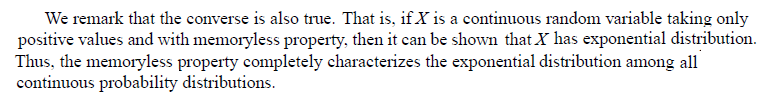 We remark that the converse is also true. That is, if X is a continuous random variable taking only
positive values and with memoryless property, then it can be shown that X has exponential distribution.
Thus, the memoryless property completely characterizes the exponential distribution among all
continuous probability distributions.